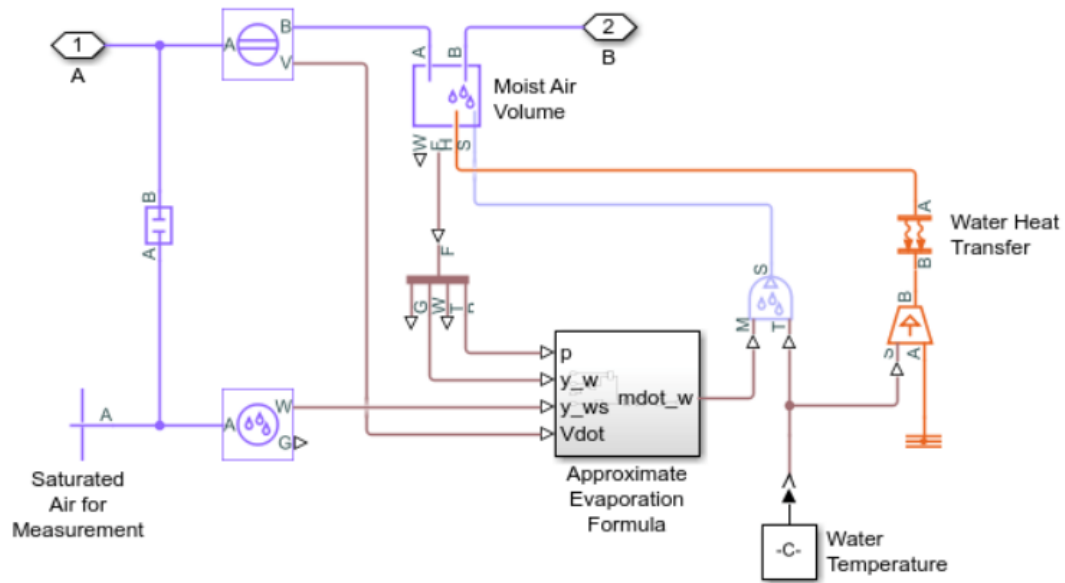 1
A
A
B
V
A
B
2
B
Moist Air
Volume
W
F
H
S
B
A
F
G
W
T
A
Water Heat
Transfer
B
B
S
A
S
M
T
p
y_w
y_ws
Vdot
mdot_w
Approximate
Evaporation
Formula
A
A
W
G
Saturated
Air for
Measurement
-C-
Water
Temperature